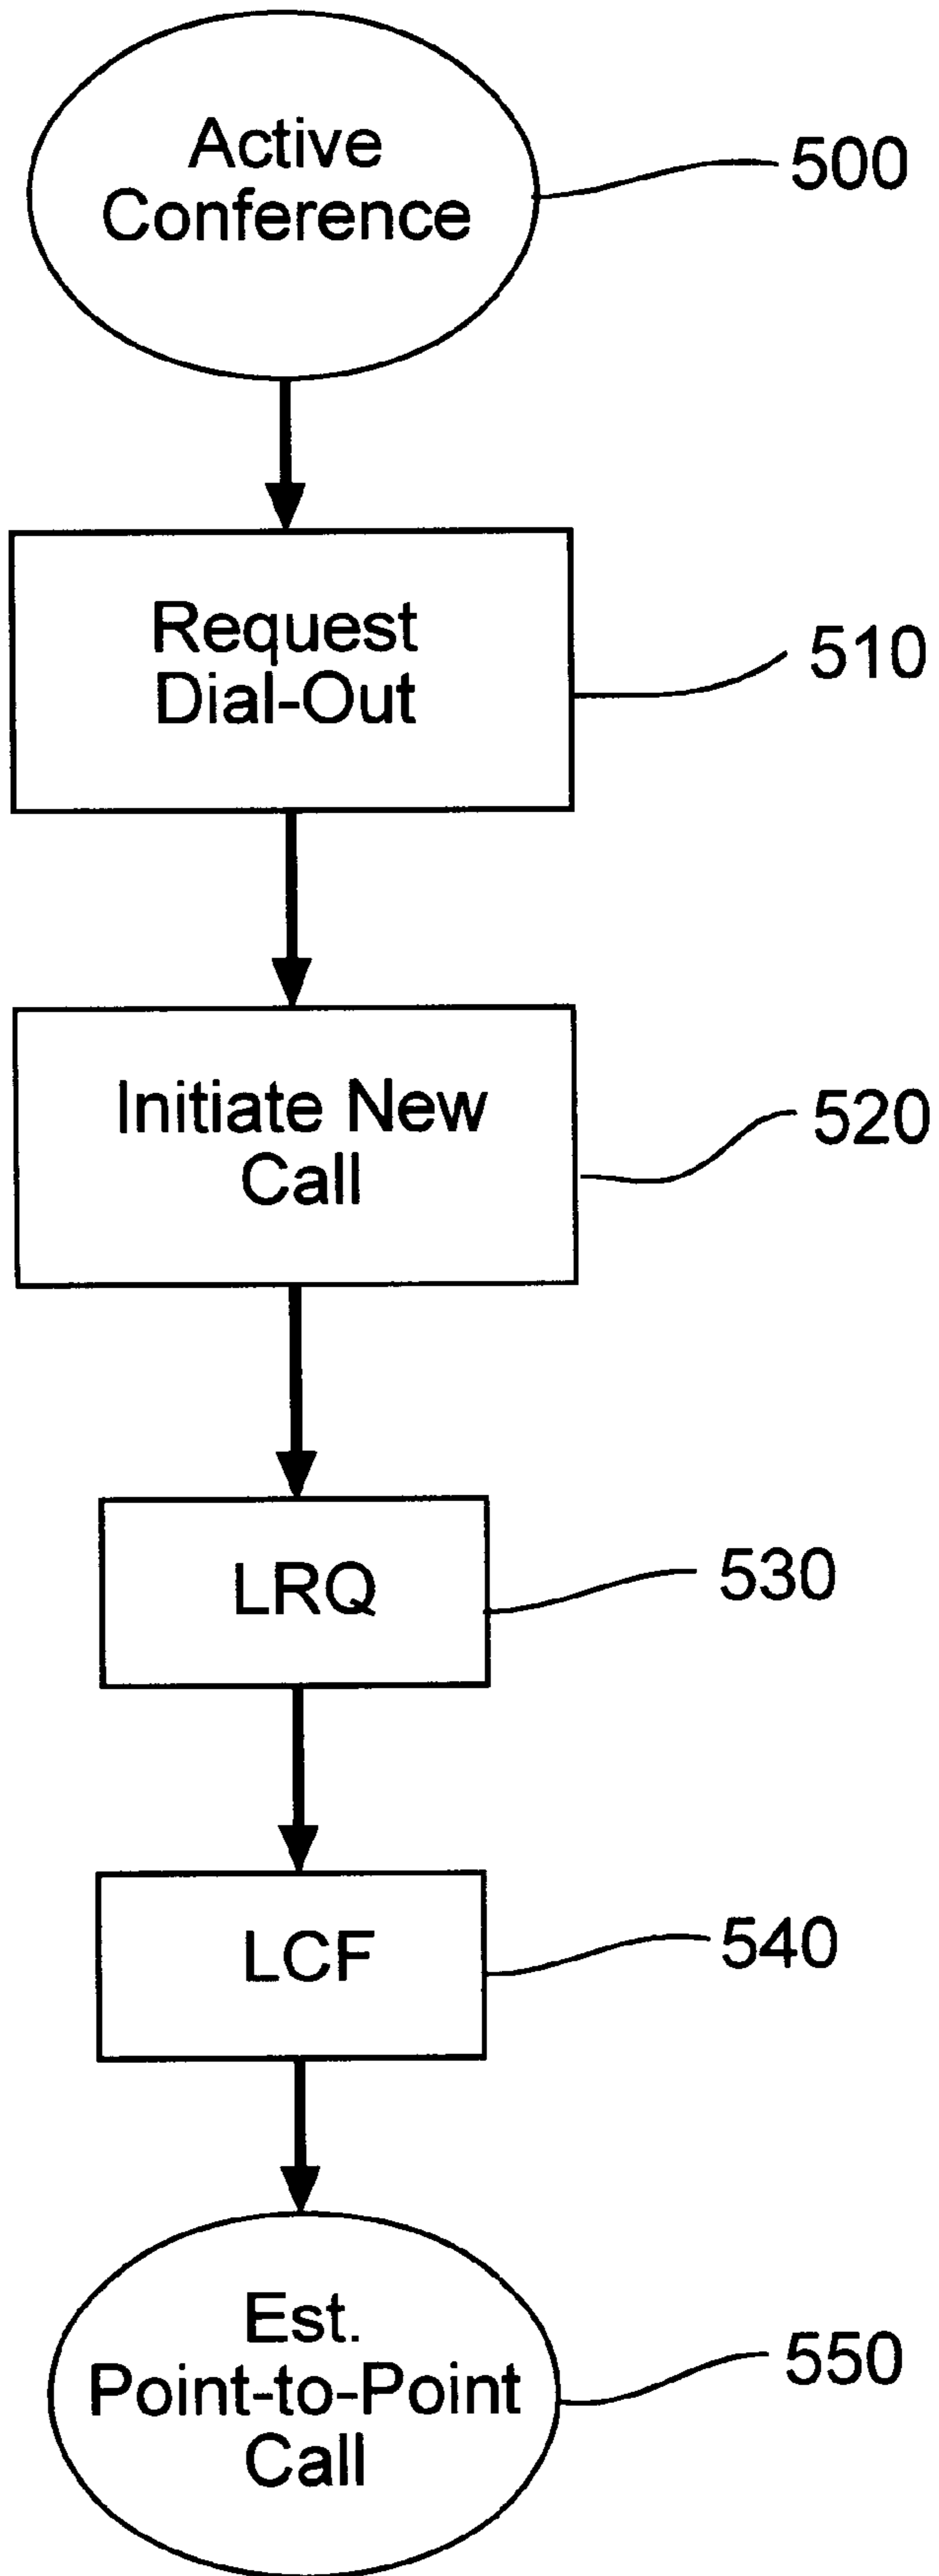 Active
Conference
500
Request
Dial-Out
510
Initiate New
Call
520
LRQ
530
LCF
540
Est.
Point-to-Point
Call
550